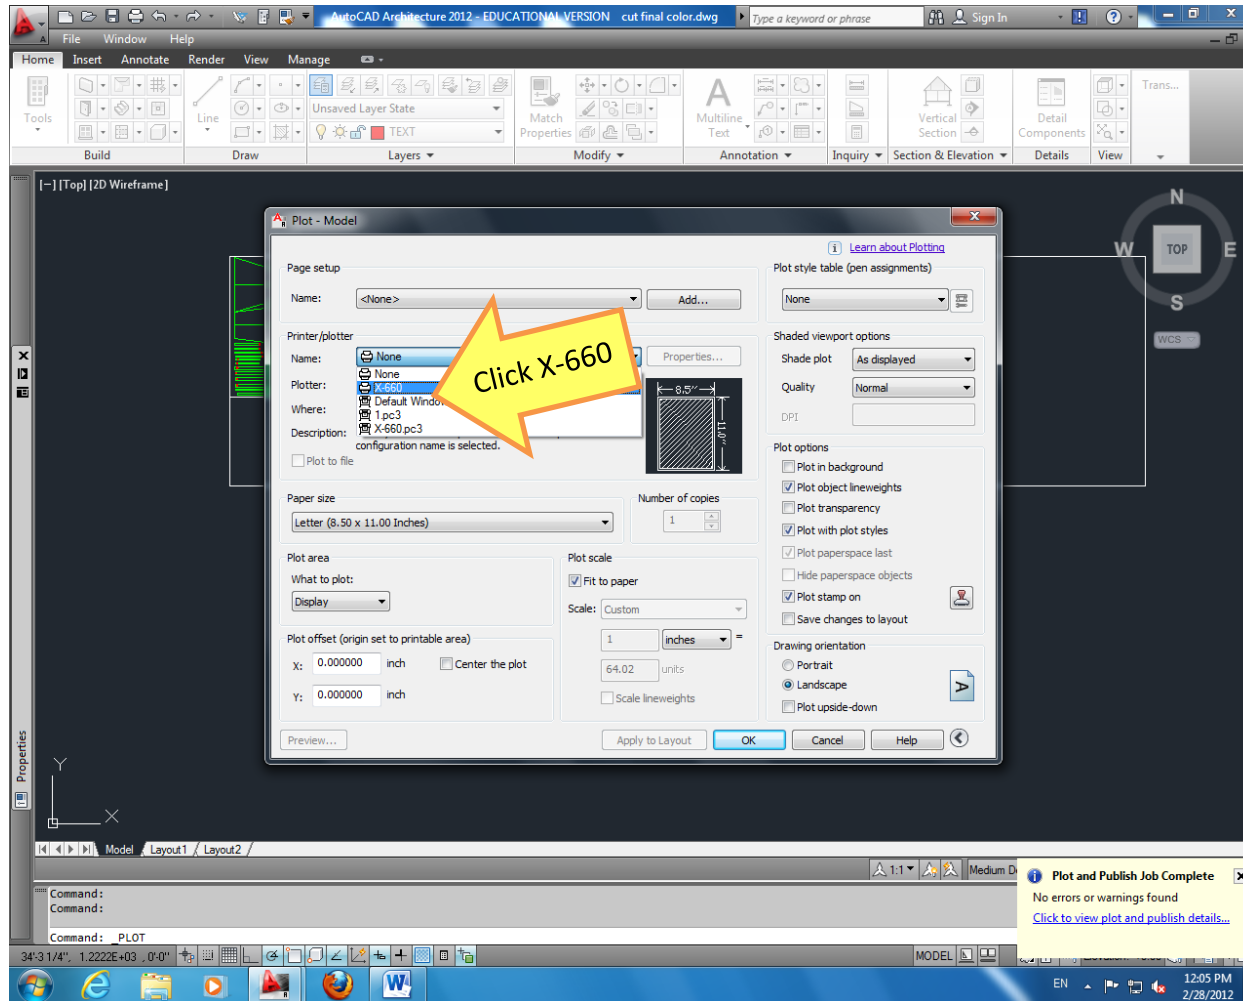 AutoCAD Architecture 2012 - EDUCATIONAL VERSION cut final color.dwg
Type a keyword or phrase
Sign In
File Window Help
Home Insert Annotate Render View Manage
Tools
Line
Unsaved Layer State
TEXT
Match
Properties
Multiline
Text
Vertical
Section
Detail
Components
Trans...
Build Draw Layers Modify Annotation Inquiry Section & Elevation Details View
[−] [Top] [2D Wireframe]
N
W TOP E
S
WCS
Plot - Model
Learn about Plotting
Page setup
Name: <None> Add...
Plot style table (pen assignments)
None
Printer/plotter
Name: None Properties...
None
Plotter: X-660
Default Windo
Where: 1.pc3
Description: X-660.pc3
configuration name is selected.
Plot to file
Click X-660
8.5″
11.0″
Shaded viewport options
Shade plot As displayed
Quality Normal
DPI
Paper size
Letter (8.50 x 11.00 Inches)
Number of copies
1
Plot options
Plot in background
Plot object lineweights
Plot transparency
Plot with plot styles
Plot paperspace last
Hide paperspace objects
Plot stamp on
Save changes to layout
Plot area
What to plot:
Display
Plot scale
Fit to paper
Scale: Custom
1 inches =
64.02 units
Scale lineweights
Plot offset (origin set to printable area)
X: 0.000000 inch Center the plot
Y: 0.000000 inch
Drawing orientation
Portrait
Landscape
A
Plot upside-down
Preview... Apply to Layout OK Cancel Help
Properties
Y
X
Model Layout1 Layout2
1:1 Medium D
Command:
Command:
Command: _PLOT
Plot and Publish Job Complete
No errors or warnings found
Click to view plot and publish details...
34'-3 1/4", 1.2222E+03 , 0'-0"
MODEL
EN
12:05 PM
2/28/2012